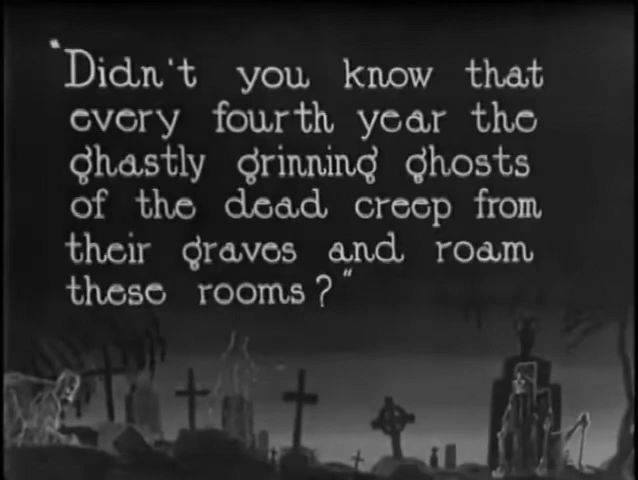 "Didn't you know that
every fourth year the
ghastly grinning ghosts
of the dead creep from
their graves and roam
these rooms?"